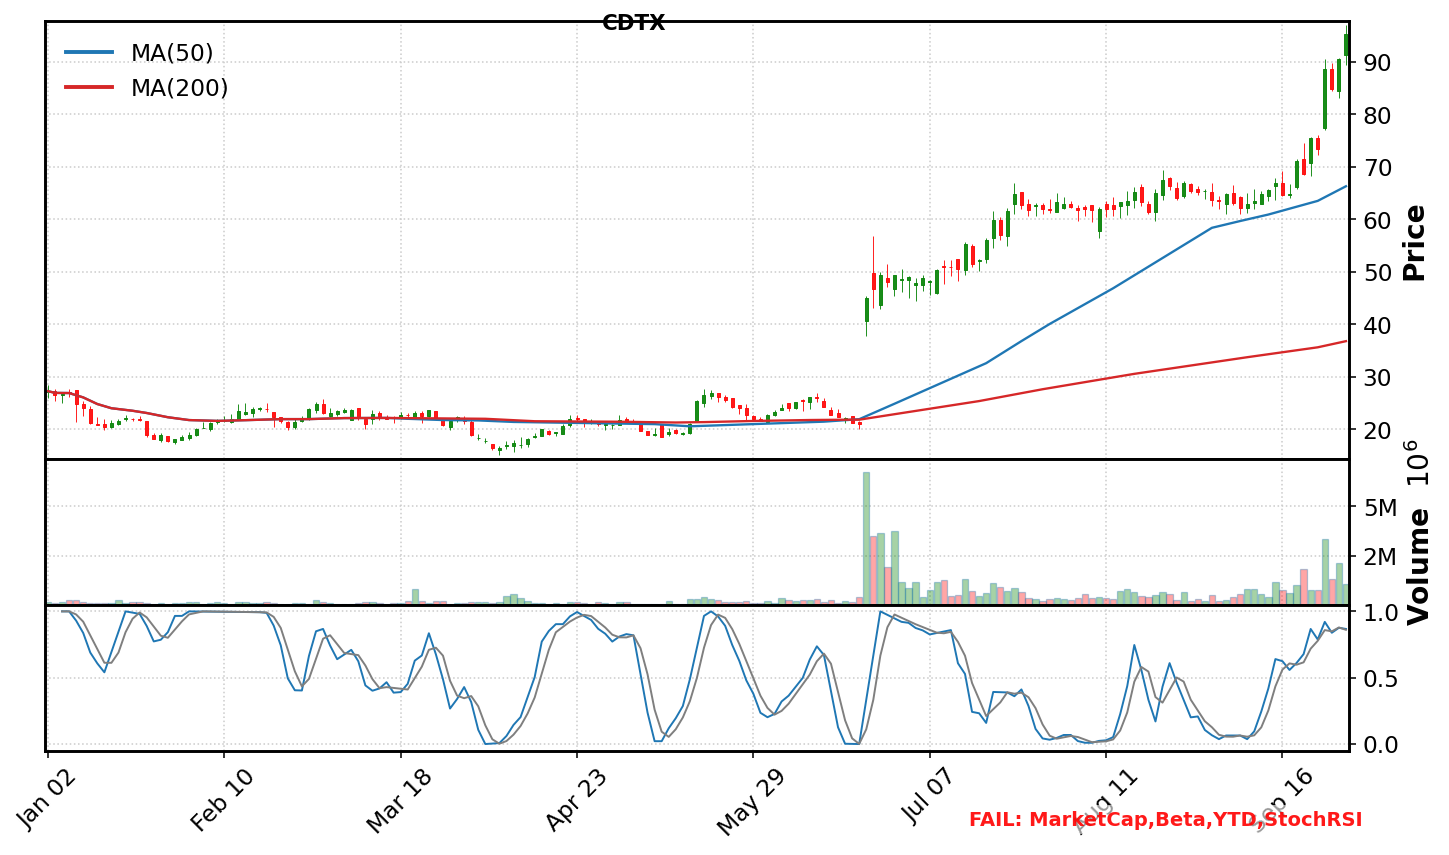 CDTX
MA(50)
MA(200)
90
80
70
60
50
40
30
20
Price
5M
2M
Volume 10⁶
1.0
0.5
0.0
Jan 02
Feb 10
Mar 18
Apr 23
May 29
Jul 07
Aug 11
Sep 16
FAIL: MarketCap,Beta,YTD,StochRSI